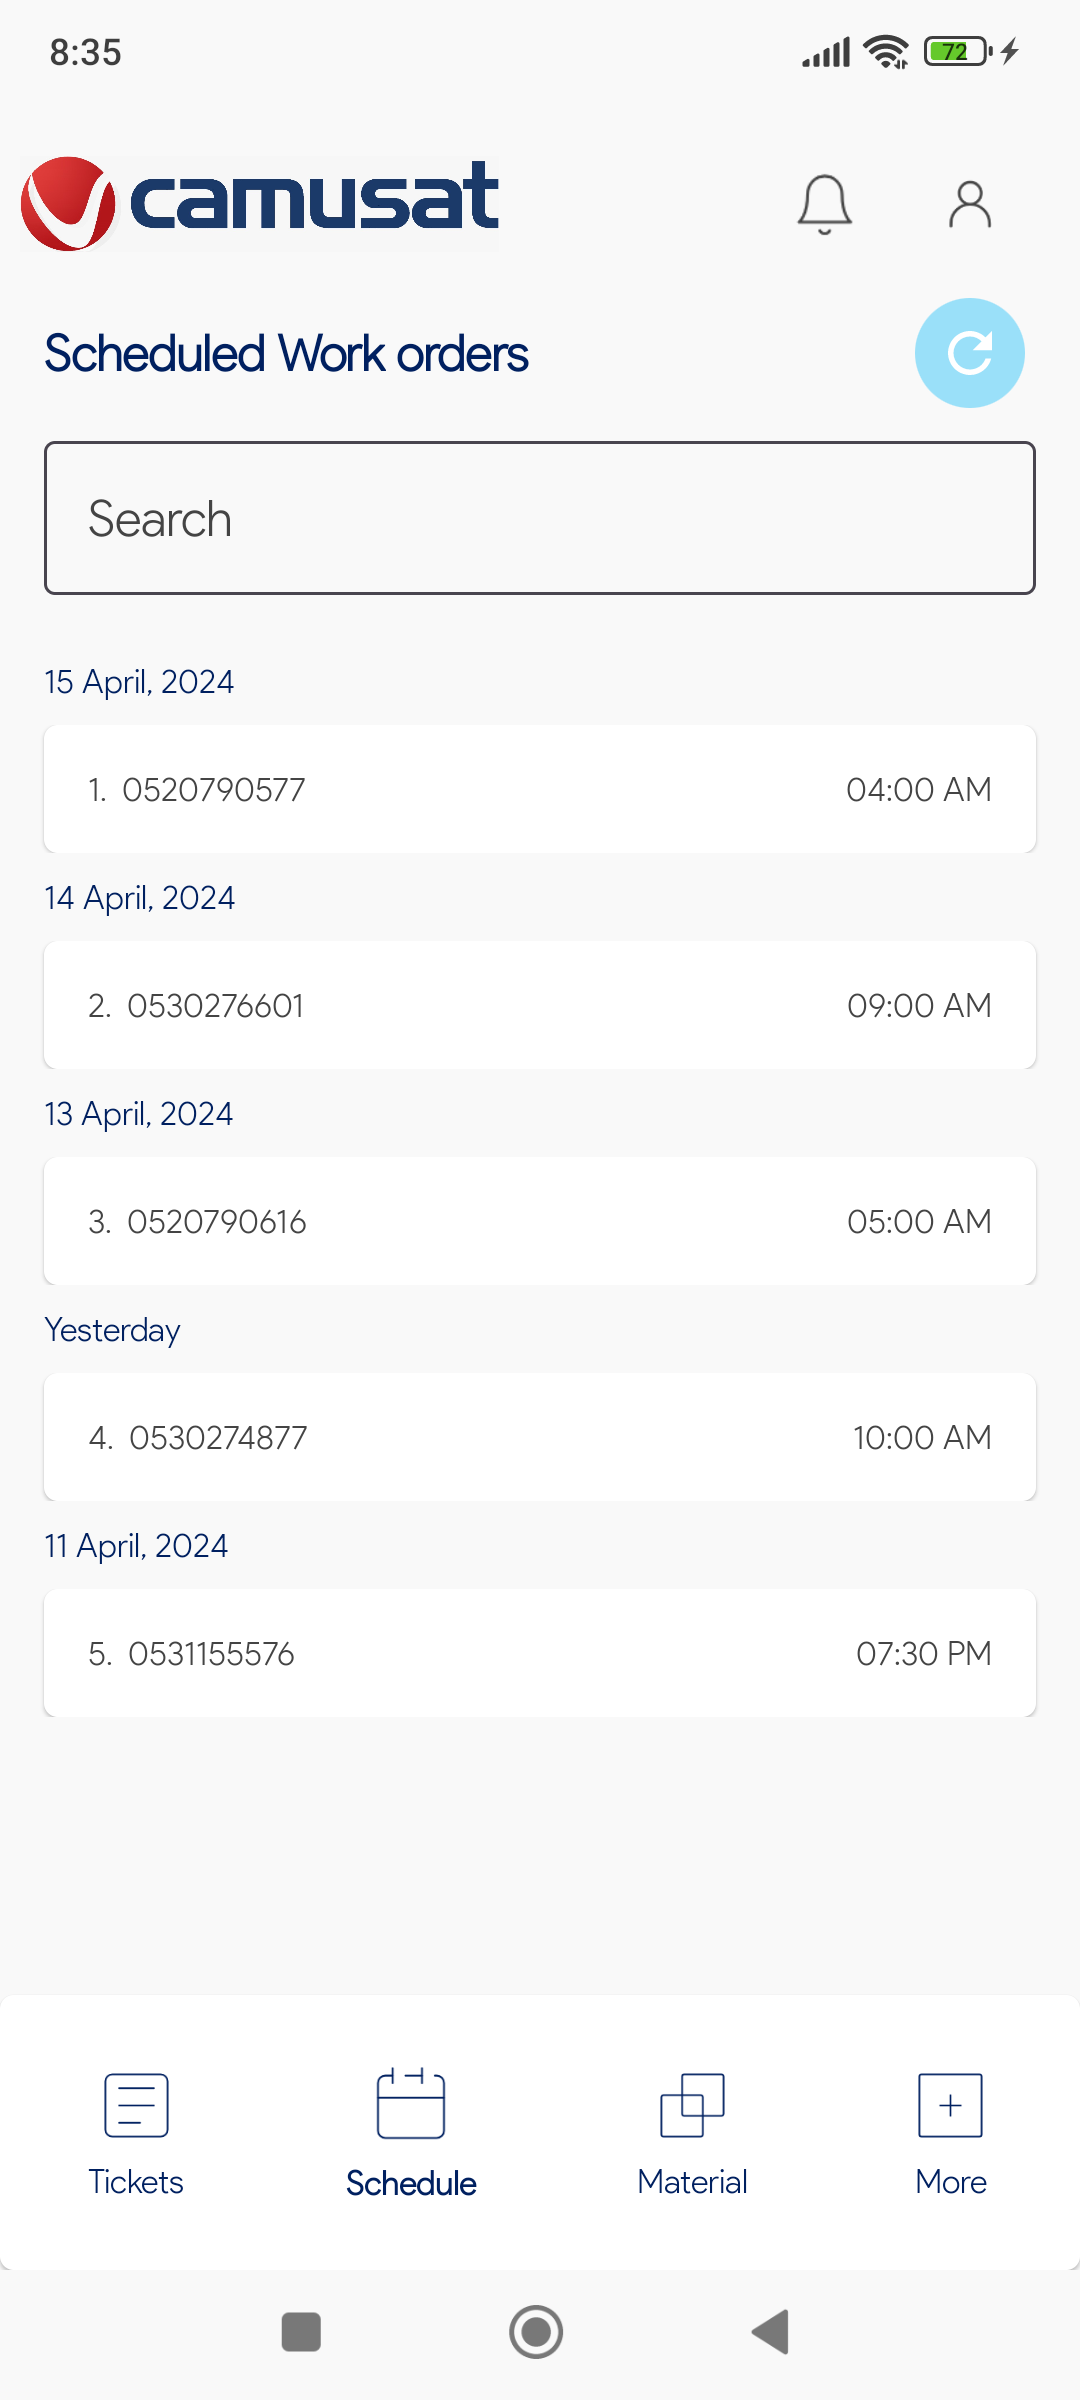 8:35
72
camusat
Scheduled Work orders
Search
15 April, 2024
1. 0520790577 04:00 AM
14 April, 2024
2. 0530276601 09:00 AM
13 April, 2024
3. 0520790616 05:00 AM
Yesterday
4. 0530274877 10:00 AM
11 April, 2024
5. 0531155576 07:30 PM
Tickets Schedule Material More